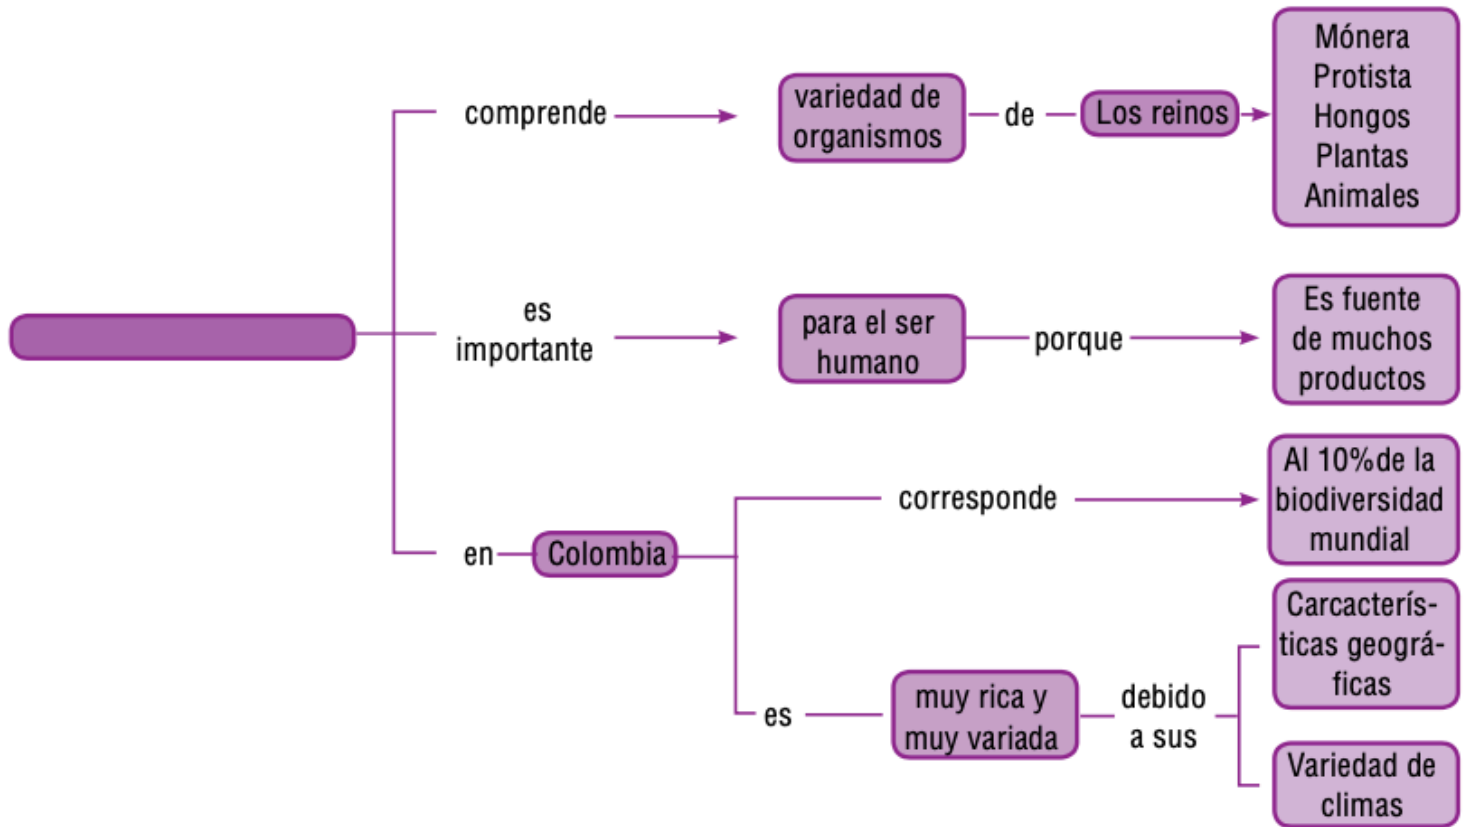 comprende
variedad de
organismos
de
Los reinos
Mónera
Protista
Hongos
Plantas
Animales
es
importante
para el ser
humano
porque
Es fuente
de muchos
productos
en
Colombia
corresponde
Al 10%de la
biodiversidad
mundial
es
muy rica y
muy variada
debido
a sus
Carcacterís-
ticas geográ-
ficas
Variedad de
climas